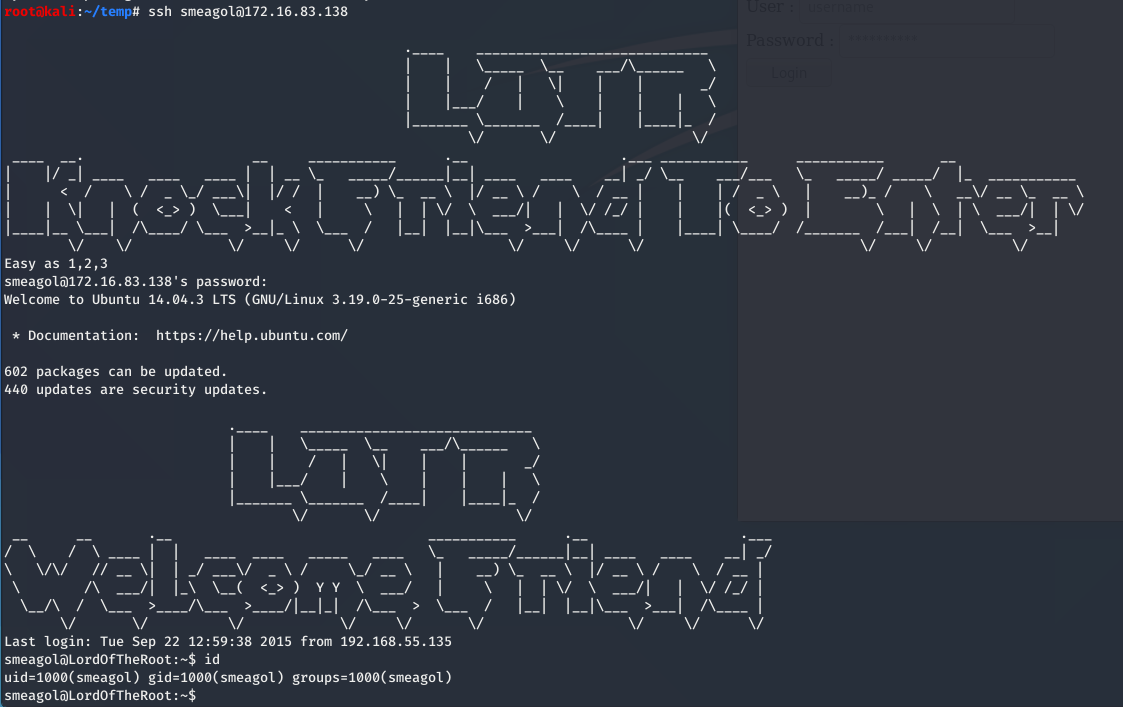 root@kali:~/temp# ssh smeagol@172.16.83.138
User : username
Password : **********
Login
LOTR
Knock Friend To Enter
Easy as 1,2,3
smeagol@172.16.83.138's password:
Welcome to Ubuntu 14.04.3 LTS (GNU/Linux 3.19.0-25-generic i686)
* Documentation:  https://help.ubuntu.com/
602 packages can be updated.
440 updates are security updates.
LOTR
Welcome Friend
Last login: Tue Sep 22 12:59:38 2015 from 192.168.55.135
smeagol@LordOfTheRoot:~$ id
uid=1000(smeagol) gid=1000(smeagol) groups=1000(smeagol)
smeagol@LordOfTheRoot:~$